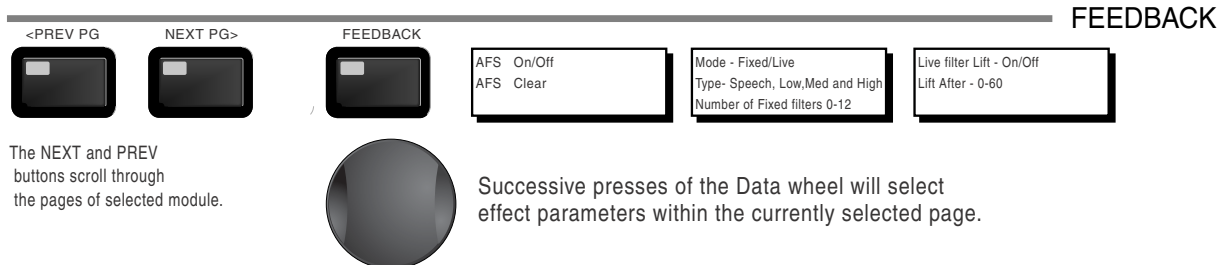 FEEDBACK
<PREV PG
NEXT PG>
FEEDBACK
AFS On/Off
AFS Clear
Mode - Fixed/Live
Type- Speech, Low,Med and High
Number of Fixed filters 0-12
Live filter Lift - On/Off
Lift After - 0-60
The NEXT and PREV
buttons scroll through
the pages of selected module.
Successive presses of the Data wheel will select
effect parameters within the currently selected page.